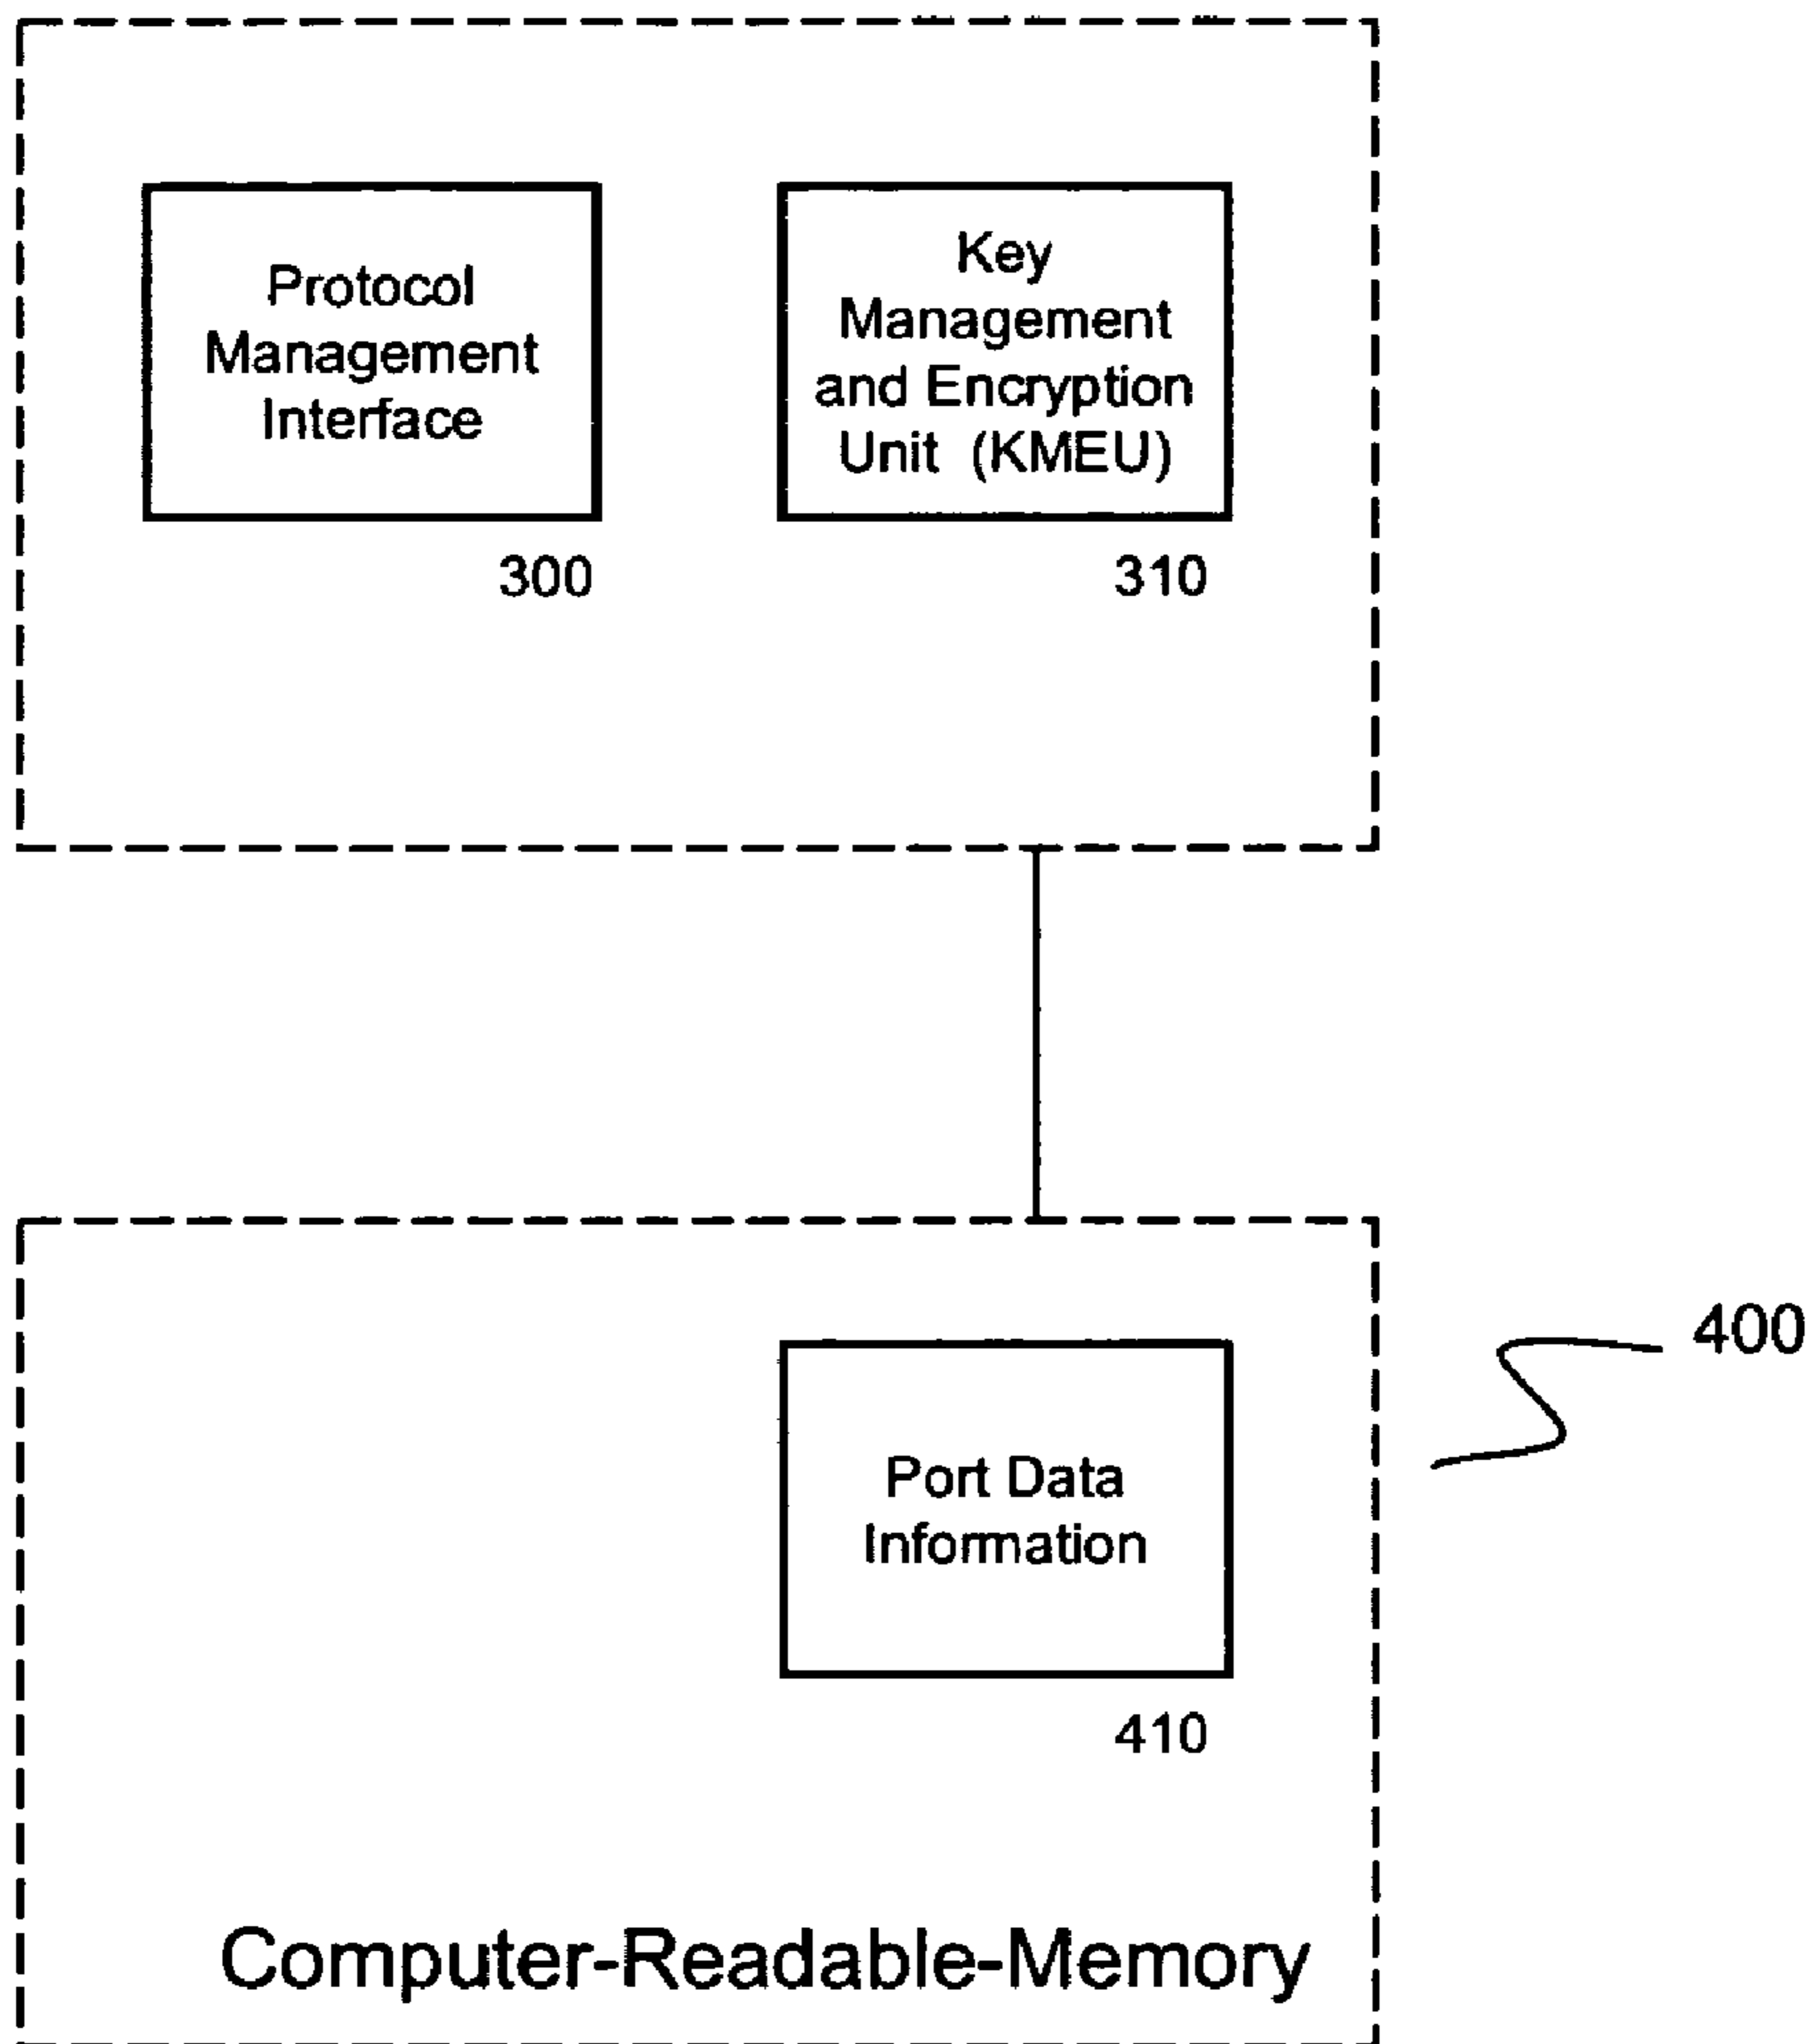 Protocol
Management
Interface
300
Key
Management
and Encryption
Unit (KMEU)
310
400
Port Data
Information
410
Computer-Readable-Memory